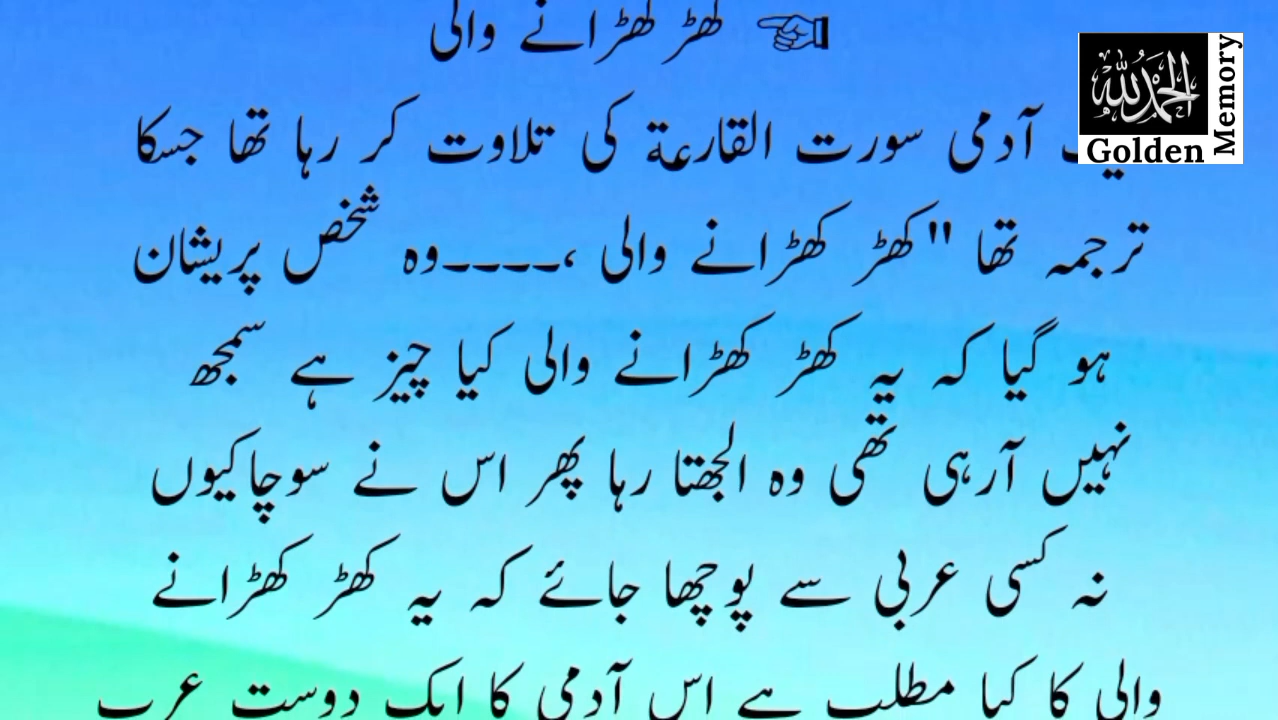 ☜ کھڑ کھڑانے والی
آدمی سورت القارعة کی تلاوت کر رہا تھا جسکا
ترجمہ تھا "کھڑ کھڑانے والی ،۔۔۔۔وہ شخص پریشان
ہو گیا کہ یہ کھڑ کھڑانے والی کیا چیز ہے سمجھ
نہیں آرہی تھی وہ الجھتا رہا پھر اس نے سوچا کیوں
نہ کسی عربی سے پوچھا جائے کہ یہ کھڑ کھڑانے
والی کا کیا مطلب ہے اس آدمی کا ایک دوست عرب
الحمدللہ
Golden
Memory